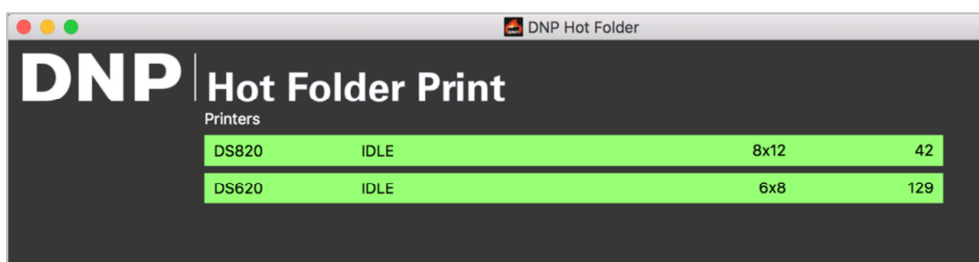 DNP Hot Folder
DNP Hot Folder Print
Printers
DS820 IDLE 8x12 42
DS620 IDLE 6x8 129